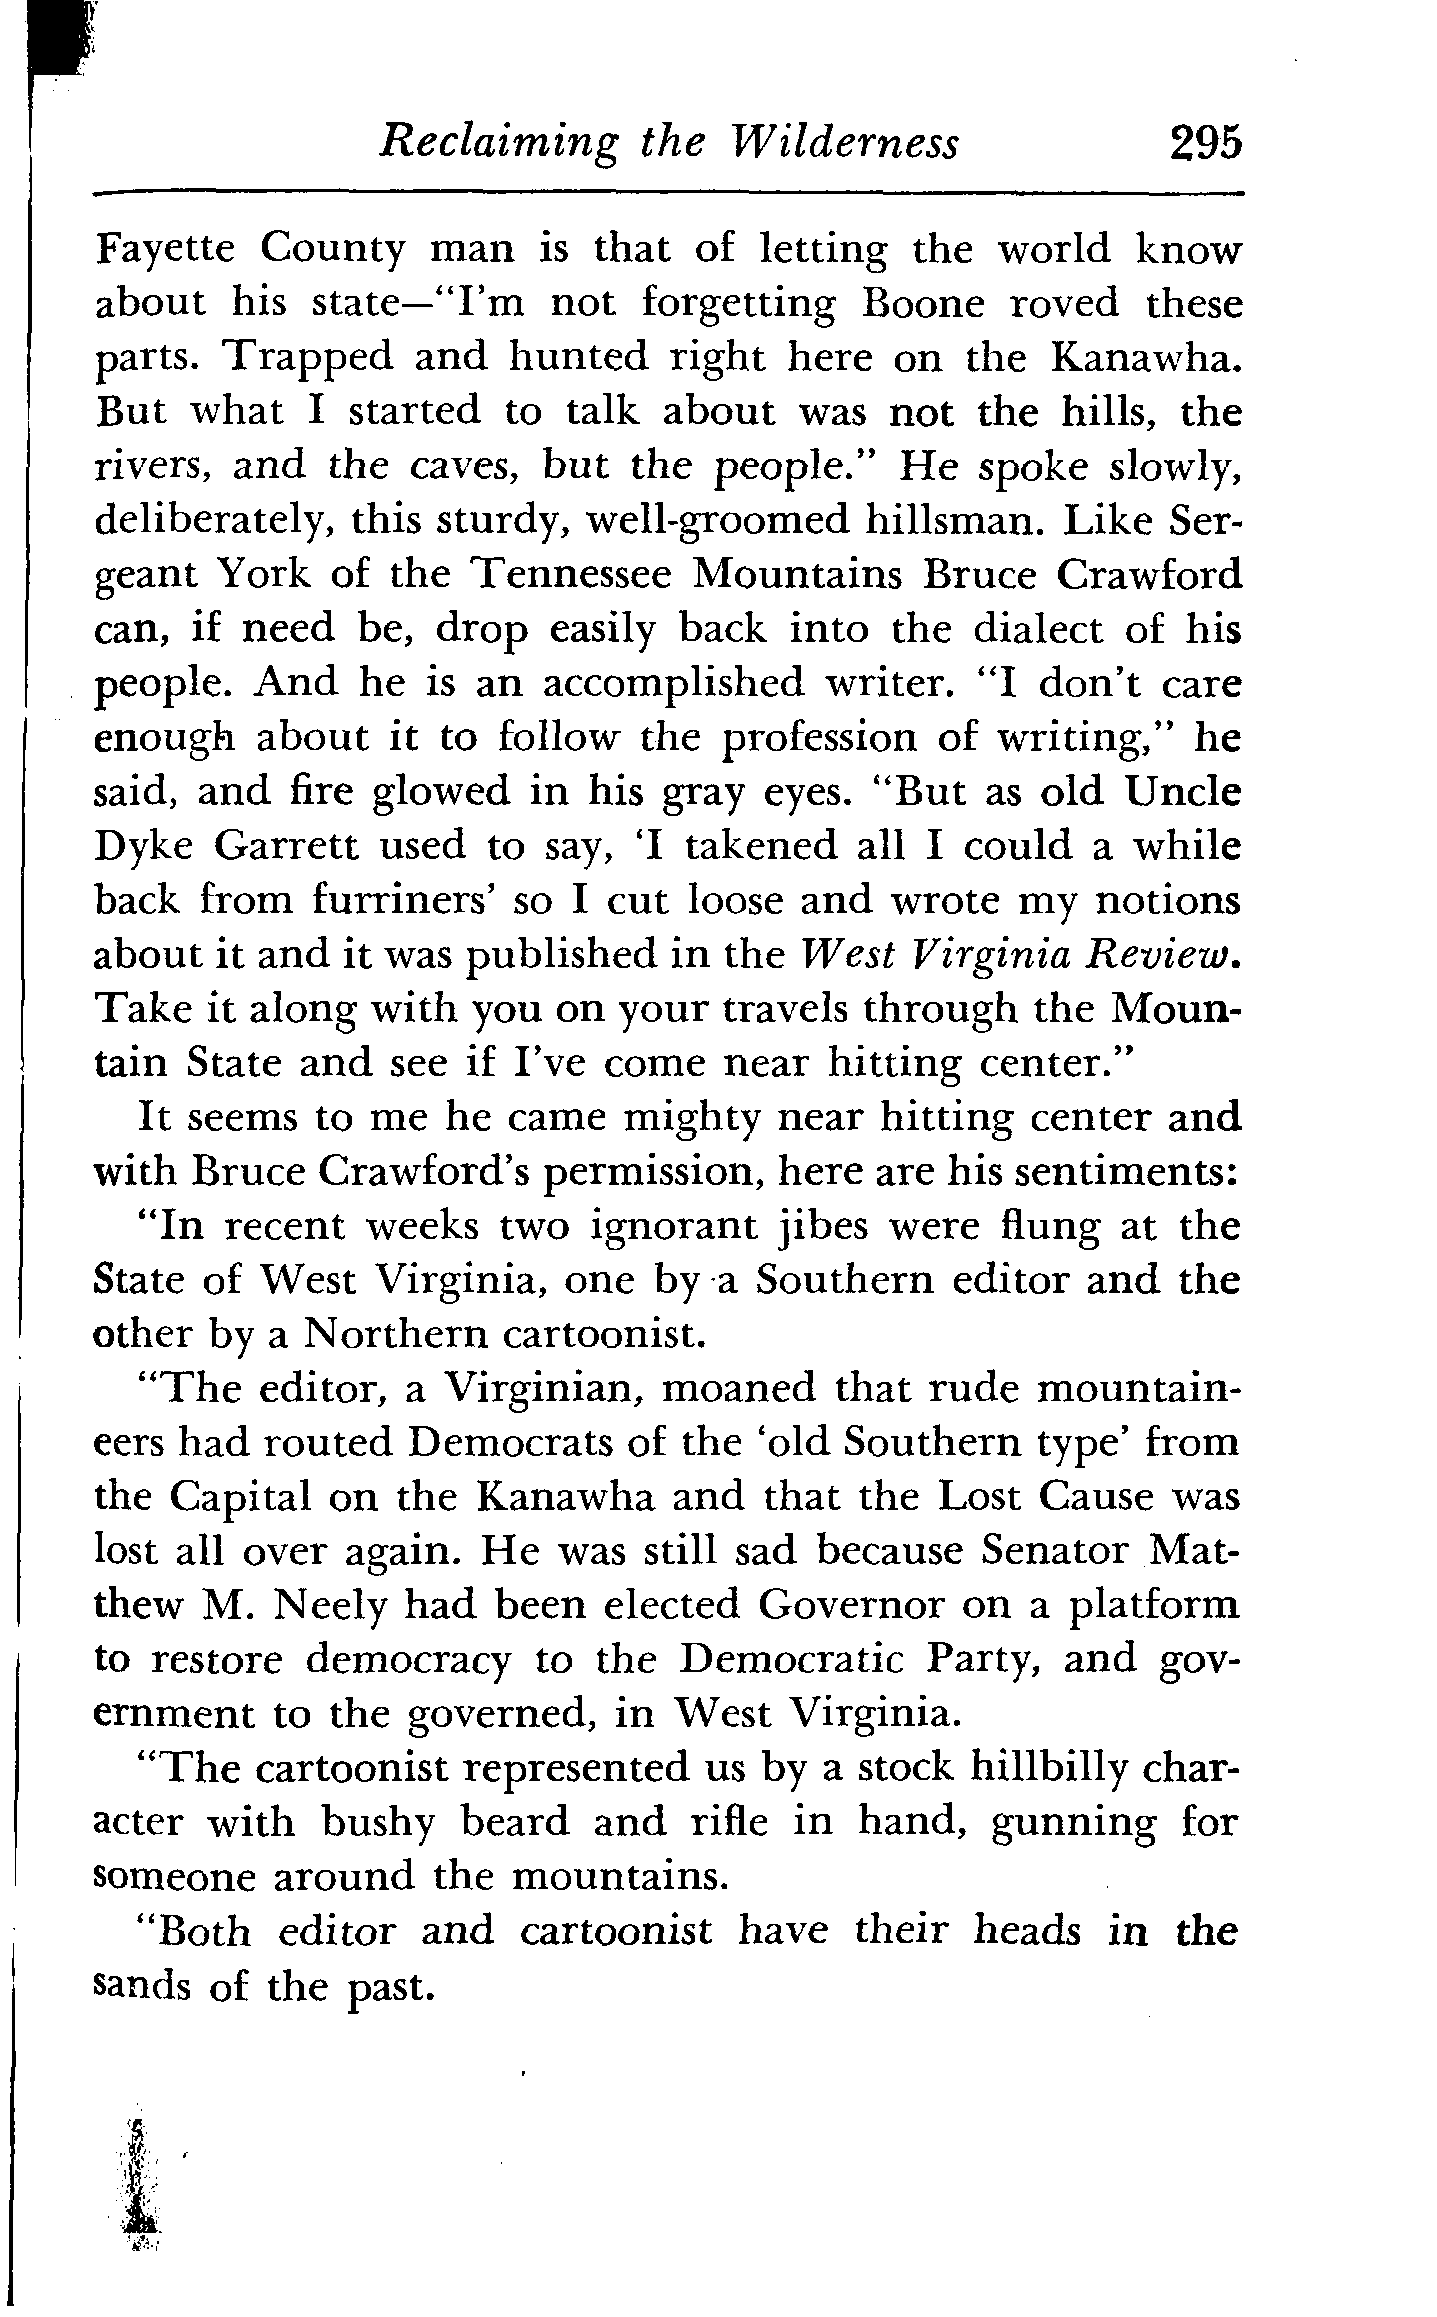 Reclaiming the Wilderness 295
Fayette County man is that of letting the world know
about his state—“I’m not forgetting Boone roved these
parts. Trapped and hunted right here on the Kanawha.
But what I started to talk about was not the hills, the
rivers, and the caves, but the people.” He spoke slowly,
deliberately, this sturdy, well-groomed hillsman. Like Ser-
geant York of the Tennessee Mountains Bruce Crawford
can, if need be, drop easily back into the dialect of his
people. And he is an accomplished writer. “I don’t care
enough about it to follow the profession of writing,” he
said, and fire glowed in his gray eyes. “But as old Uncle
Dyke Garrett used to say, ‘I takened all I could a while
back from furriners’ so I cut loose and wrote my notions
about it and it was published in the West Virginia Review.
Take it along with you on your travels through the Moun-
tain State and see if I’ve come near hitting center.”
It seems to me he came mighty near hitting center and
with Bruce Crawford’s permission, here are his sentiments:
“In recent weeks two ignorant jibes were flung at the
State of West Virginia, one by a Southern editor and the
other by a Northern cartoonist.
“The editor, a Virginian, moaned that rude mountain-
eers had routed Democrats of the ‘old Southern type’ from
the Capital on the Kanawha and that the Lost Cause was
lost all over again. He was still sad because Senator Mat-
thew M. Neely had been elected Governor on a platform
to restore democracy to the Democratic Party, and gov-
ernment to the governed, in West Virginia.
“The cartoonist represented us by a stock hillbilly char-
acter with bushy beard and rifle in hand, gunning for
someone around the mountains.
“Both editor and cartoonist have their heads in the
sands of the past.